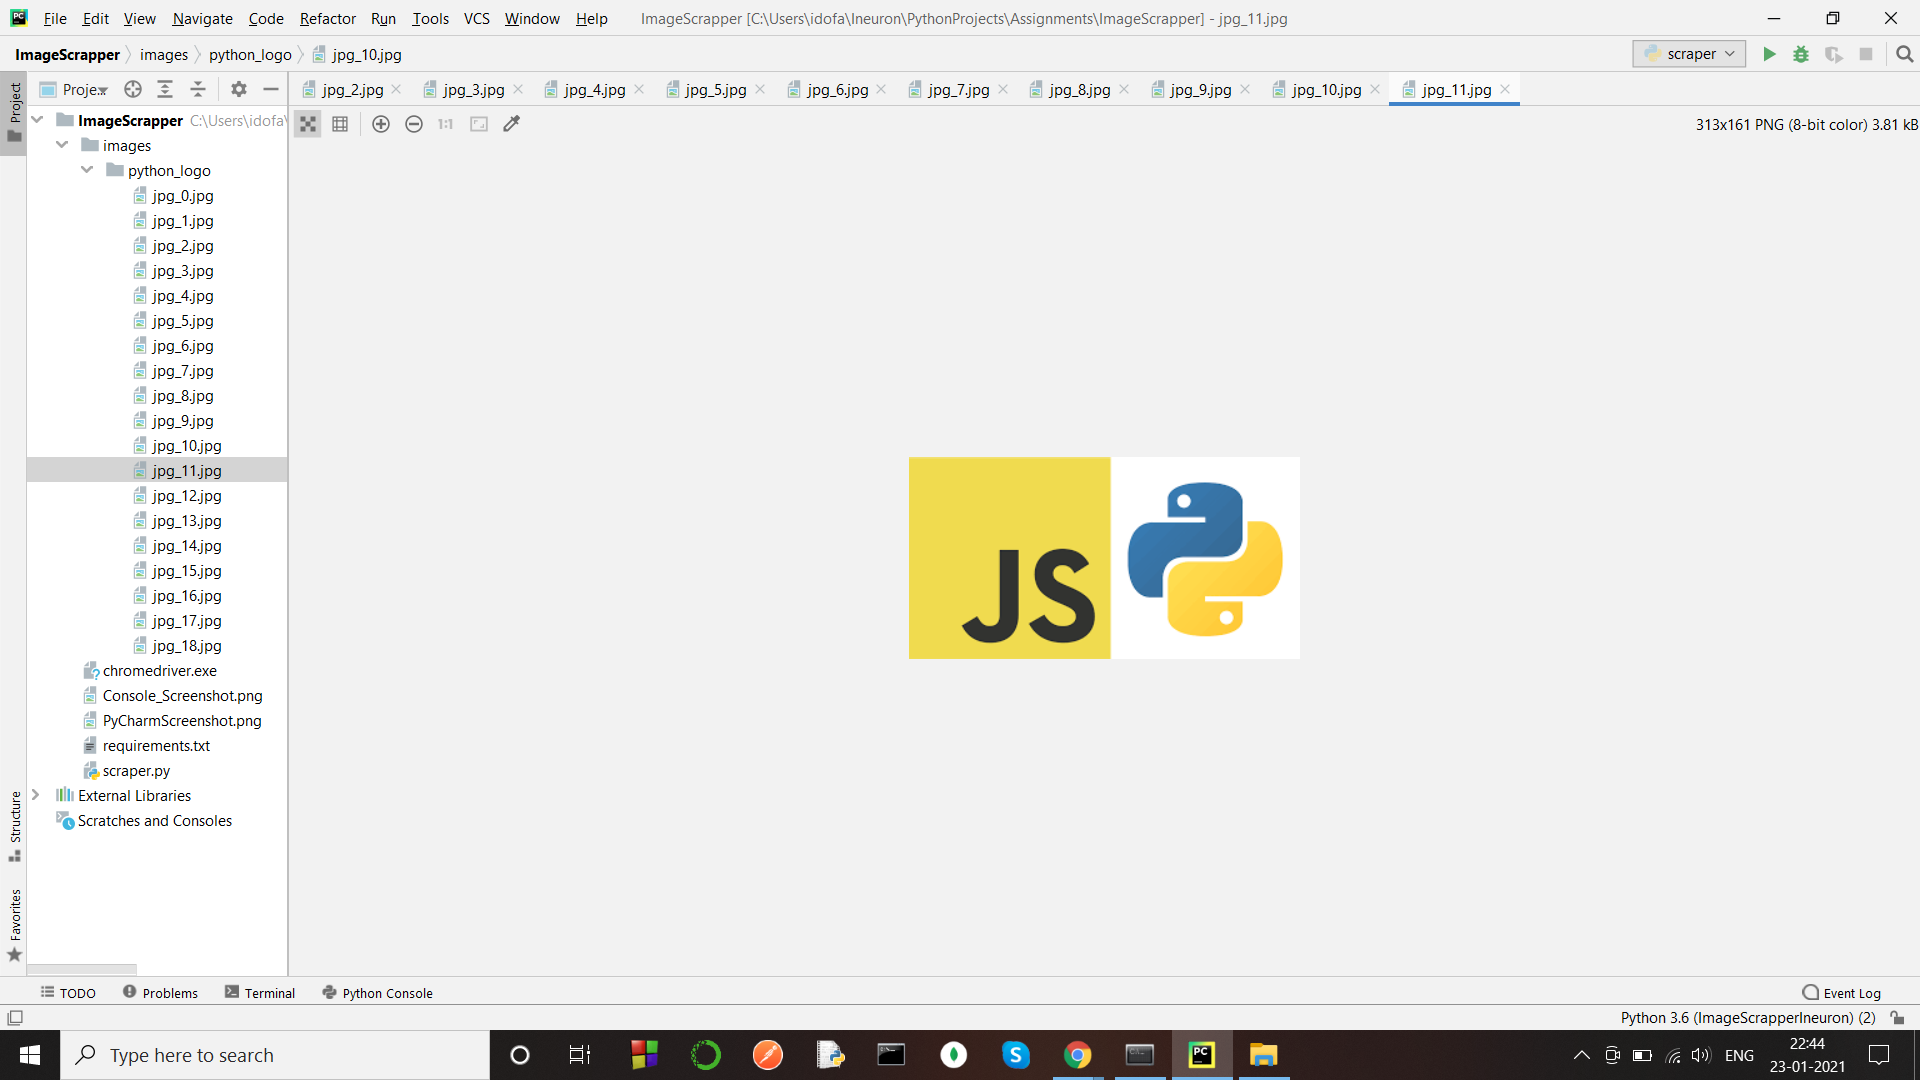 PC File Edit View Navigate Code Refactor Run Tools VCS Window Help ImageScrapper [C:\Users\idofa\Ineuron\PythonProjects\Assignments\ImageScrapper] - jpg_11.jpg
ImageScrapper images python_logo jpg_10.jpg scraper
Project Proje... jpg_2.jpg jpg_3.jpg jpg_4.jpg jpg_5.jpg jpg_6.jpg jpg_7.jpg jpg_8.jpg jpg_9.jpg jpg_10.jpg jpg_11.jpg
1:1 313x161 PNG (8-bit color) 3.81 kB
ImageScrapper C:\Users\idofa\
images
python_logo
jpg_0.jpg
jpg_1.jpg
jpg_2.jpg
jpg_3.jpg
jpg_4.jpg
jpg_5.jpg
jpg_6.jpg
jpg_7.jpg
jpg_8.jpg
jpg_9.jpg
jpg_10.jpg
jpg_11.jpg
jpg_12.jpg
jpg_13.jpg
jpg_14.jpg
jpg_15.jpg
jpg_16.jpg
jpg_17.jpg
jpg_18.jpg
chromedriver.exe
Console_Screenshot.png
PyCharmScreenshot.png
requirements.txt
scraper.py
External Libraries
Scratches and Consoles
JS
Structure
Favorites
TODO Problems Terminal Python Console Event Log
Python 3.6 (ImageScrapperIneuron) (2)
Type here to search
S
PC
ENG
22:44
23-01-2021